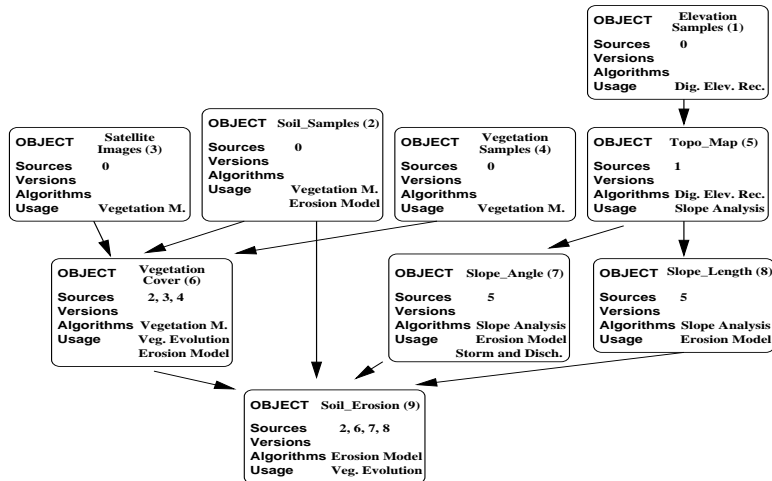 OBJECT Elevation Samples (1)
Sources 0
Versions
Algorithms
Usage Dig. Elev. Rec.
OBJECT Satellite Images (3)
Sources 0
Versions
Algorithms
Usage Vegetation M.
OBJECT Soil_Samples (2)
Sources 0
Versions
Algorithms
Usage Vegetation M.
Erosion Model
OBJECT Vegetation Samples (4)
Sources 0
Versions
Algorithms
Usage Vegetation M.
OBJECT Topo_Map (5)
Sources 1
Versions
Algorithms Dig. Elev. Rec.
Usage Slope Analysis
OBJECT Vegetation Cover (6)
Sources 2, 3, 4
Versions
Algorithms Vegetation M.
Usage Veg. Evolution
Erosion Model
OBJECT Slope_Angle (7)
Sources 5
Versions
Algorithms Slope Analysis
Usage Erosion Model
Storm and Disch.
OBJECT Slope_Length (8)
Sources 5
Versions
Algorithms Slope Analysis
Usage Erosion Model
OBJECT Soil_Erosion (9)
Sources 2, 6, 7, 8
Versions
Algorithms Erosion Model
Usage Veg. Evolution